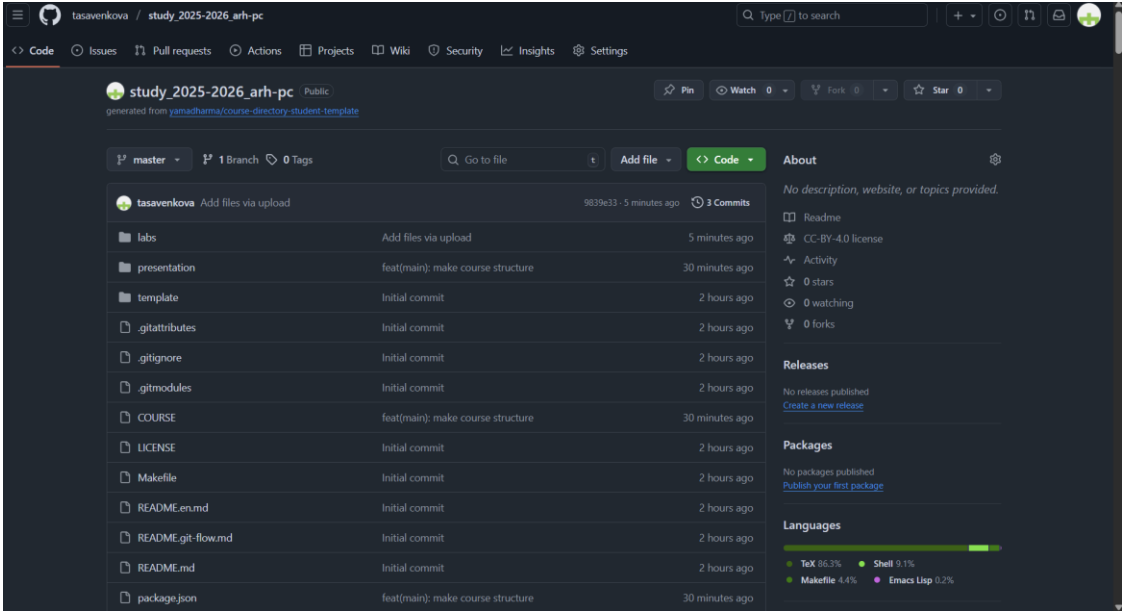 tasavenkova / study_2025-2026_arh-pc
Type / to search
Code Issues Pull requests Actions Projects Wiki Security Insights Settings
study_2025-2026_arh-pc Public
generated from yamadharma/course-directory-student-template
Pin Watch 0 Fork 0 Star 0
master 1 Branch 0 Tags
Go to file t Add file Code
tasavenkova Add files via upload 9839e33 · 5 minutes ago 3 Commits
labs Add files via upload 5 minutes ago
presentation feat(main): make course structure 30 minutes ago
template Initial commit 2 hours ago
.gitattributes Initial commit 2 hours ago
.gitignore Initial commit 2 hours ago
.gitmodules Initial commit 2 hours ago
COURSE feat(main): make course structure 30 minutes ago
LICENSE Initial commit 2 hours ago
Makefile Initial commit 2 hours ago
README.en.md Initial commit 2 hours ago
README.git-flow.md Initial commit 2 hours ago
README.md Initial commit 2 hours ago
package.json feat(main): make course structure 30 minutes ago
About
No description, website, or topics provided.
Readme
CC-BY-4.0 license
Activity
0 stars
0 watching
0 forks
Releases
No releases published
Create a new release
Packages
No packages published
Publish your first package
Languages
TeX 86.3% Shell 9.1%
Makefile 4.4% Emacs Lisp 0.2%